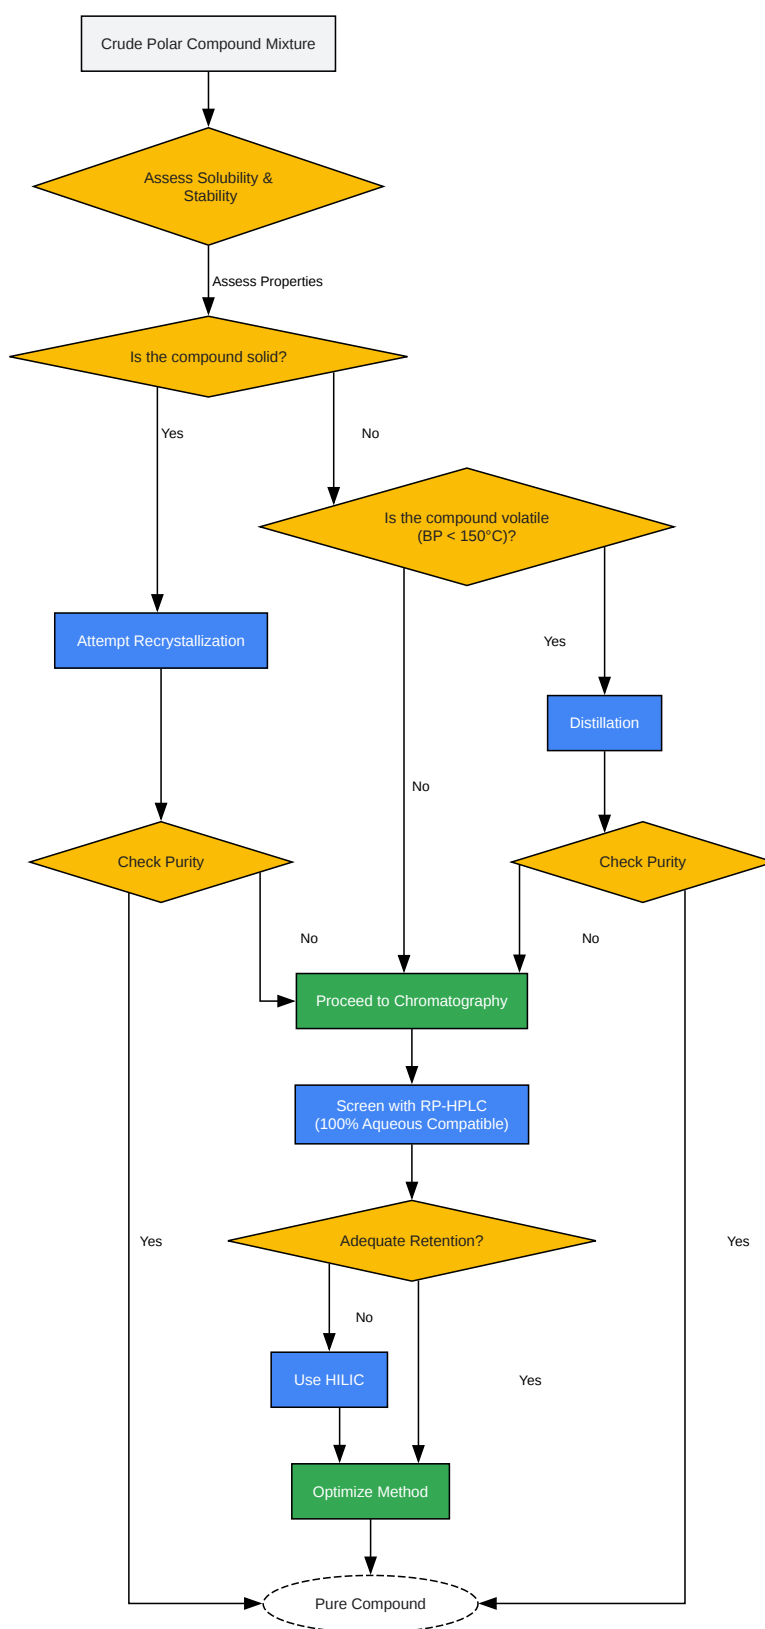 Crude Polar Compound Mixture
Assess Solubility &
Stability
Assess Properties
Is the compound solid?
Yes
No
Is the compound volatile
(BP < 150°C)?
Attempt Recrystallization
Yes
Distillation
No
Check Purity
Check Purity
No
No
Proceed to Chromatography
Screen with RP-HPLC
(100% Aqueous Compatible)
Yes
Adequate Retention?
Yes
No
Use HILIC
Yes
Optimize Method
Pure Compound